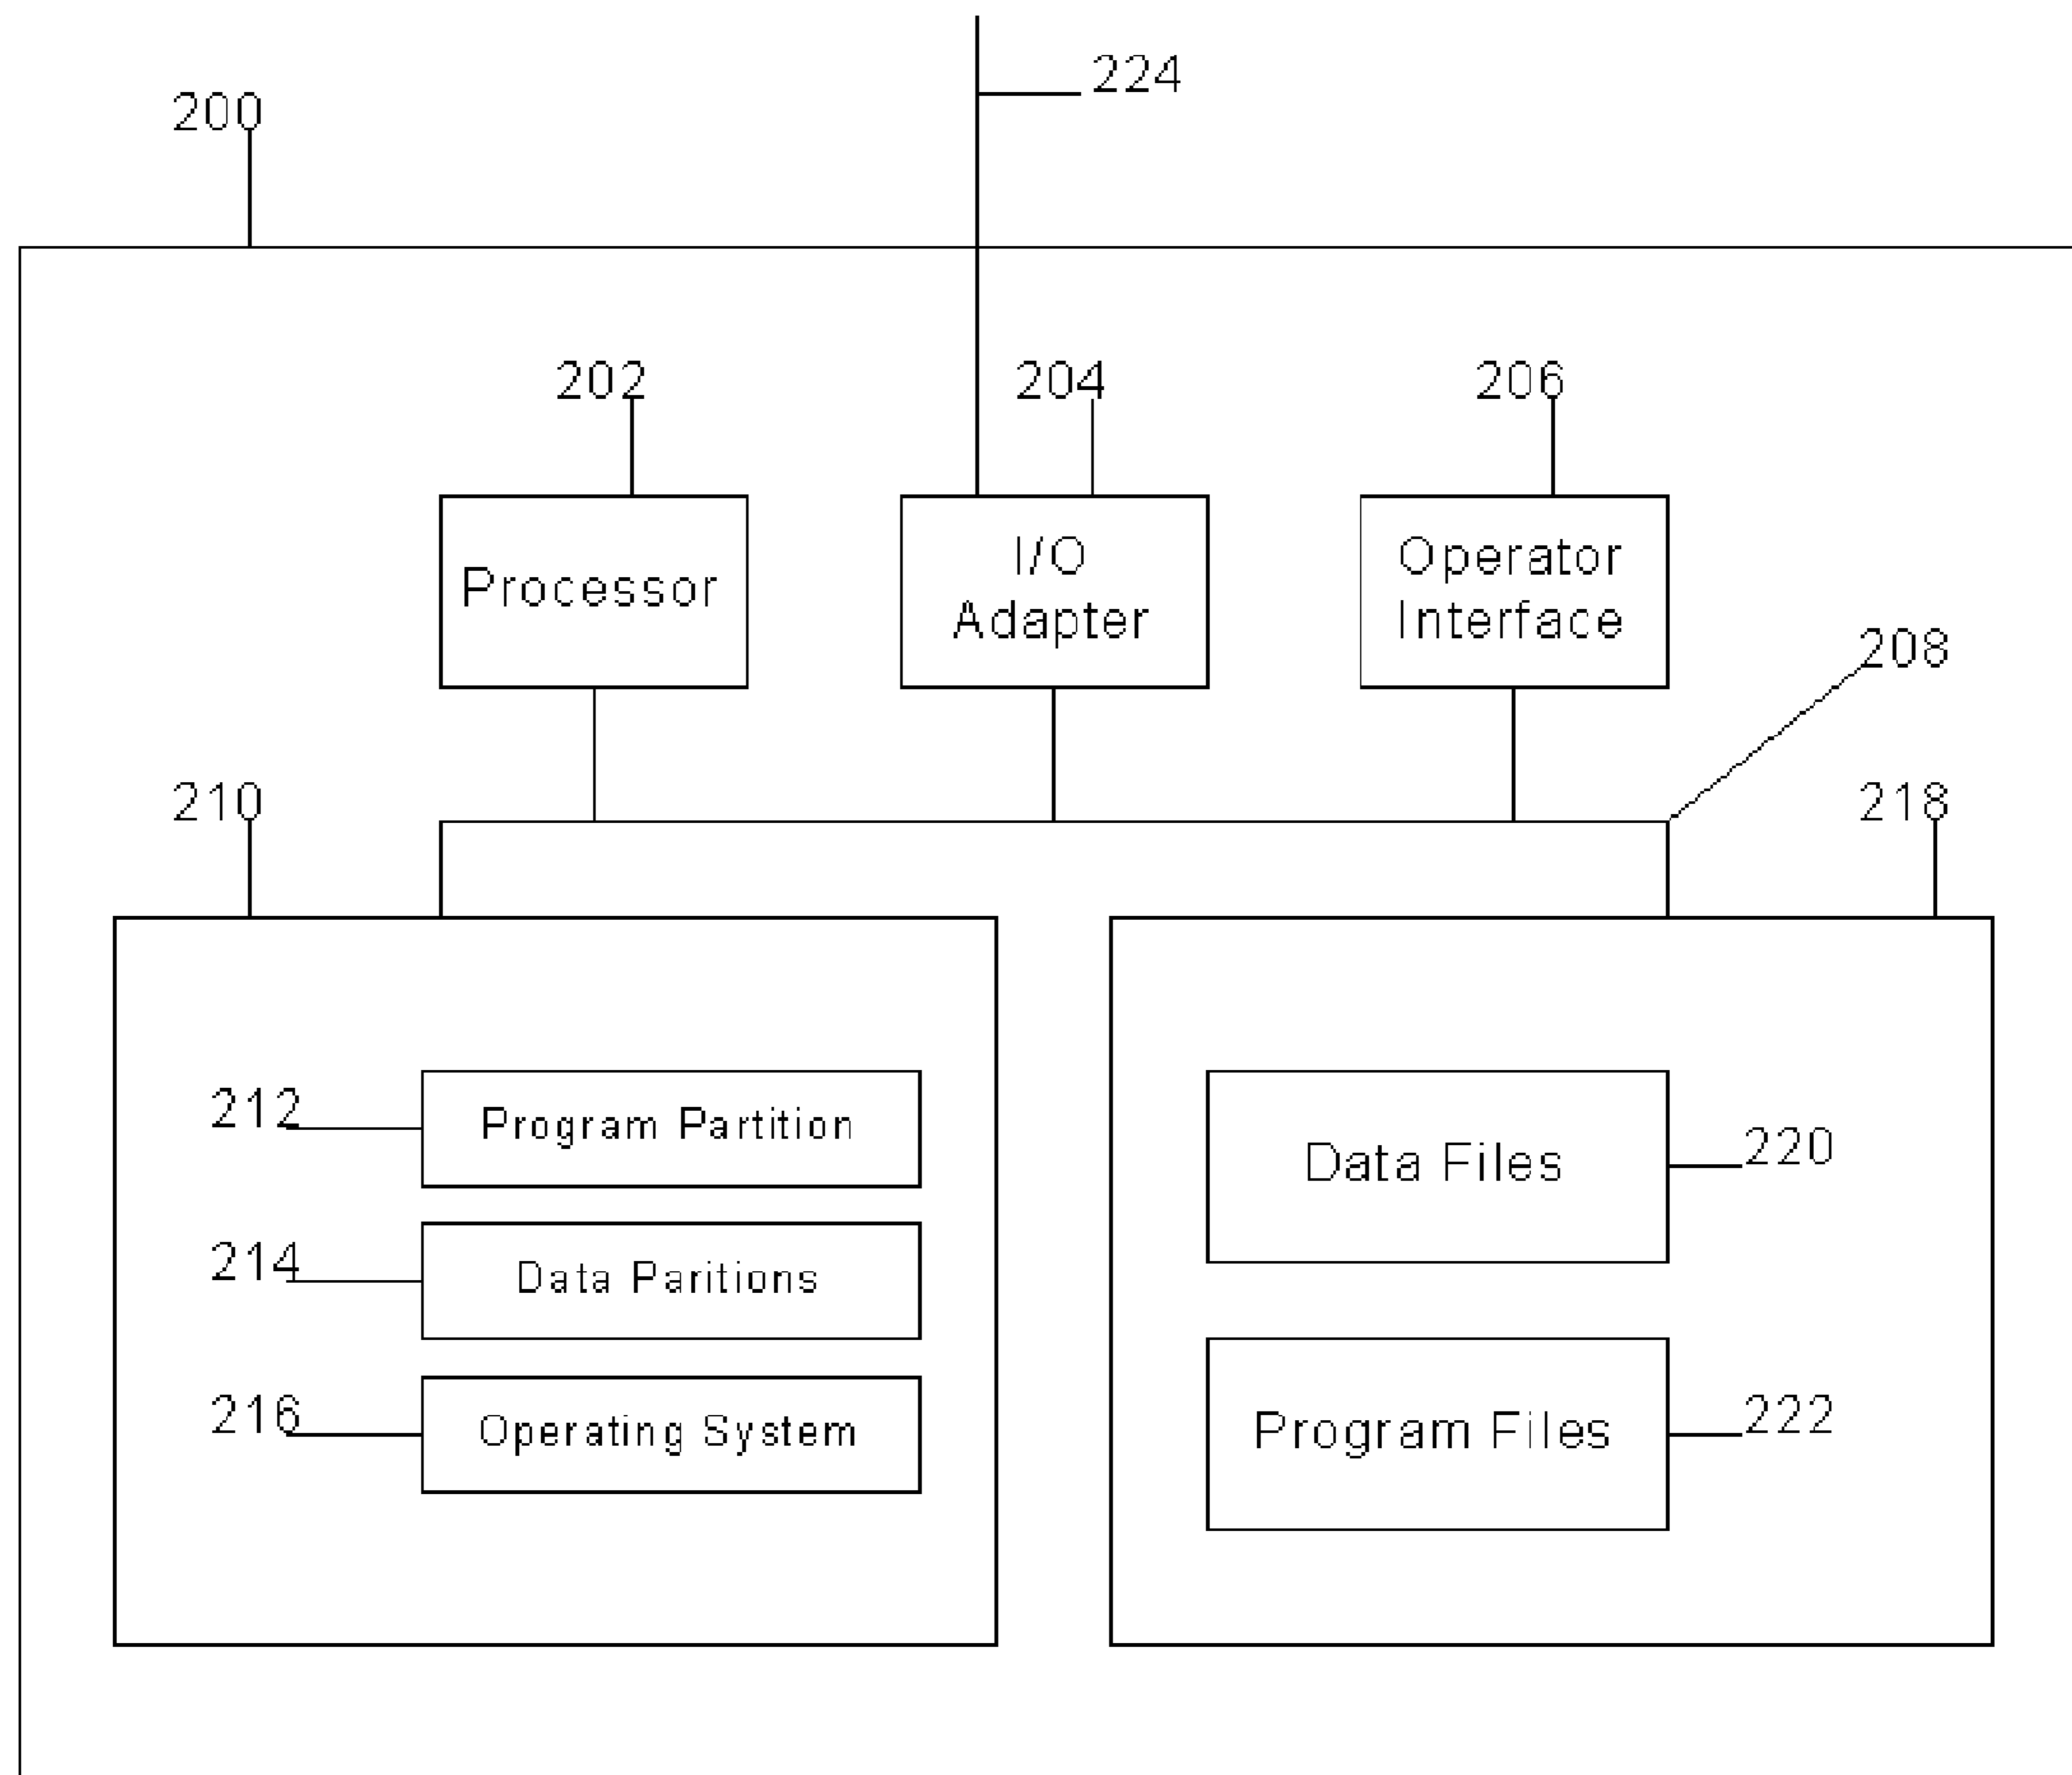 224
200
202
204
206
Processor
I/O
Adapter
Operator
Interface
208
210
218
212
Program Partition
214
Data Paritions
216
Operating System
Data Files
220
Program Files
222